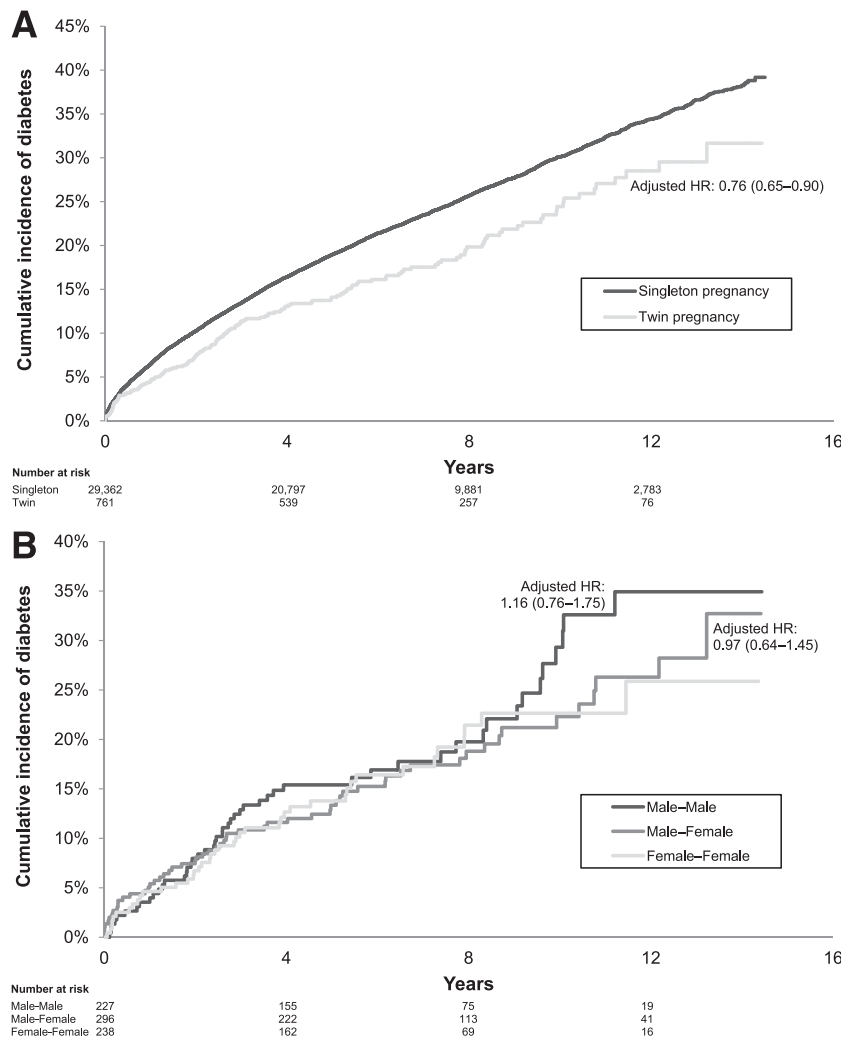 A
45%
40%
35%
30%
25%
20%
15%
10%
5%
0%
Cumulative incidence of diabetes
Adjusted HR: 0.76 (0.65–0.90)
Singleton pregnancy
Twin pregnancy
0 4 8 12 16
Years
Number at risk
Singleton 29,362 20,797 9,881 2,783
Twin 761 539 257 76
B
40%
35%
30%
25%
20%
15%
10%
5%
0%
Cumulative incidence of diabetes
Adjusted HR:
1.16 (0.76–1.75)
Adjusted HR:
0.97 (0.64–1.45)
Male–Male
Male–Female
Female–Female
0 4 8 12 16
Years
Number at risk
Male–Male 227 155 75 19
Male–Female 296 222 113 41
Female–Female 238 162 69 16